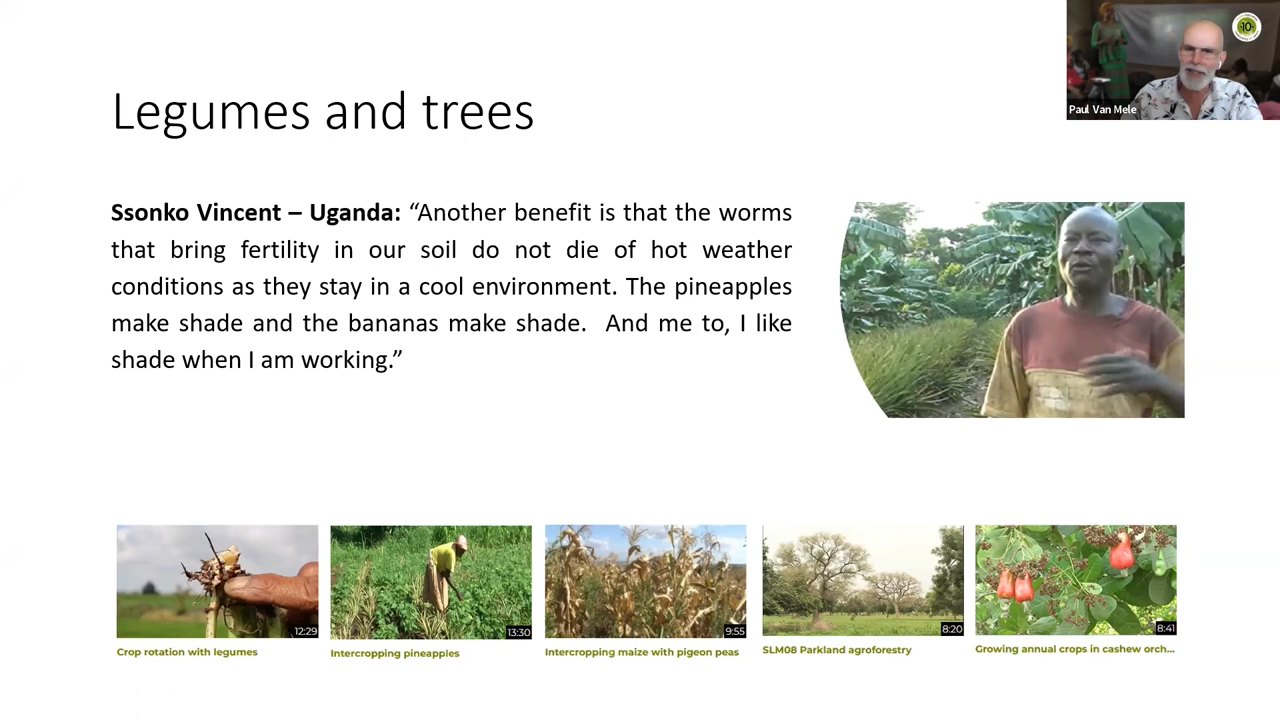 10
Paul Van Mele
Legumes and trees
Ssonko Vincent – Uganda: “Another benefit is that the worms
that bring fertility in our soil do not die of hot weather
conditions as they stay in a cool environment. The pineapples
make shade and the bananas make shade.  And me to, I like
shade when I am working.”
12:29
13:30
9:55
8:20
8:41
Crop rotation with legumes
Intercropping pineapples
Intercropping maize with pigeon peas
SLM08 Parkland agroforestry
Growing annual crops in cashew orch...